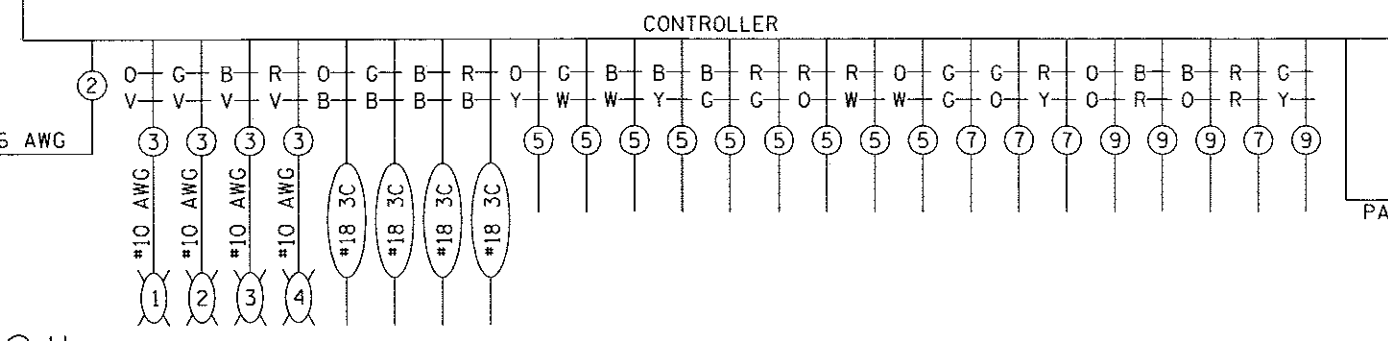 CONTROLLER
2
O G B R O G B R O G B B B R R R O G G R O B B R G
V V V V B B B B Y W W Y G G O W W G O Y O R O R Y
3 3 3 3 5 5 5 5 5 5 5 5 5 7 7 7 9 9 9 7 9
AWG
#10 AWG
#10 AWG
#10 AWG
#10 AWG
#18 3C
#18 3C
#18 3C
#18 3C
PA
1 2 3 4